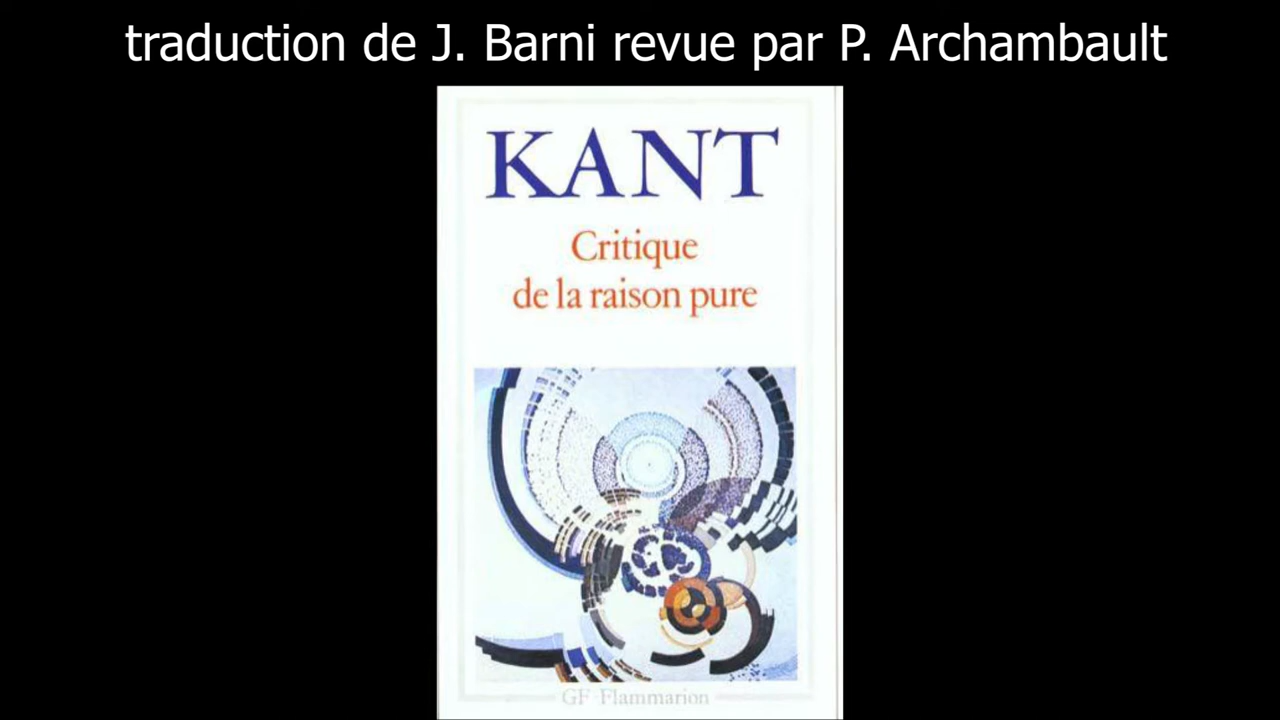 traduction de J. Barni revue par P. Archambault
KANT
Critique
de la raison pure
GF Flammarion